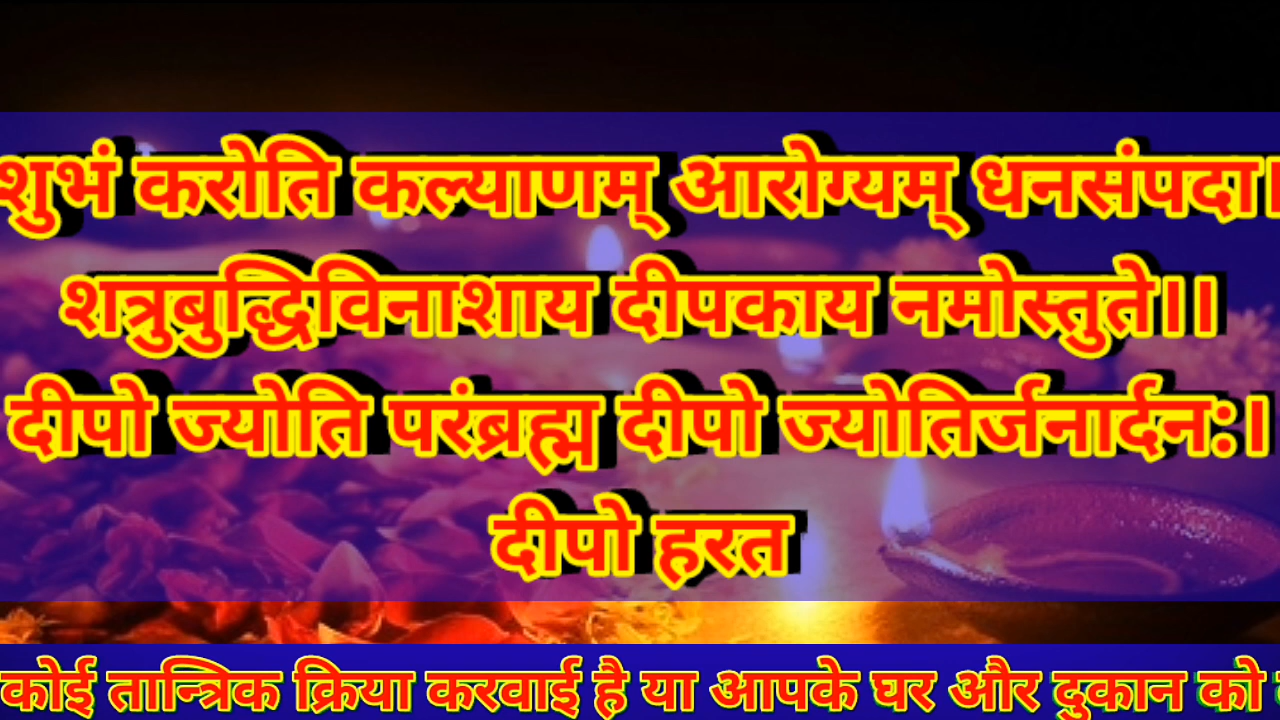 शुभं करोति कल्याणम् आरोग्यम् धनसंपदा।
शत्रुबुद्धिविनाशाय दीपकाय नमोस्तुते।।
दीपो ज्योति परंब्रह्म दीपो ज्योतिर्जनार्दनः।
दीपो हरत
कोई तान्त्रिक क्रिया करवाई है या आपके घर और दुकान को